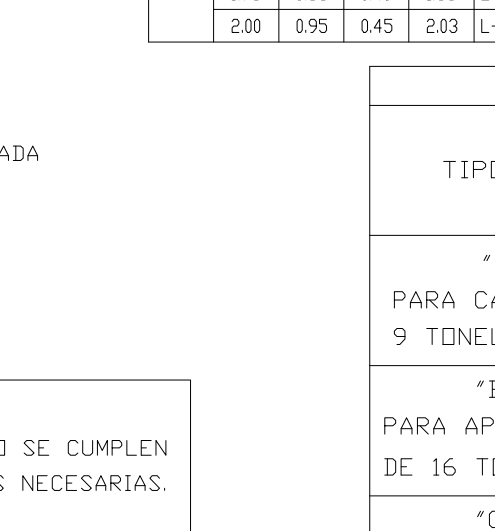 2.00 0.95 0.45 2.03 L-
ADA
TIPO
"
PARA CA
9 TONEL
"B
PARA AP
DE 16 TO
"C
SE CUMPLEN
S NECESARIAS.